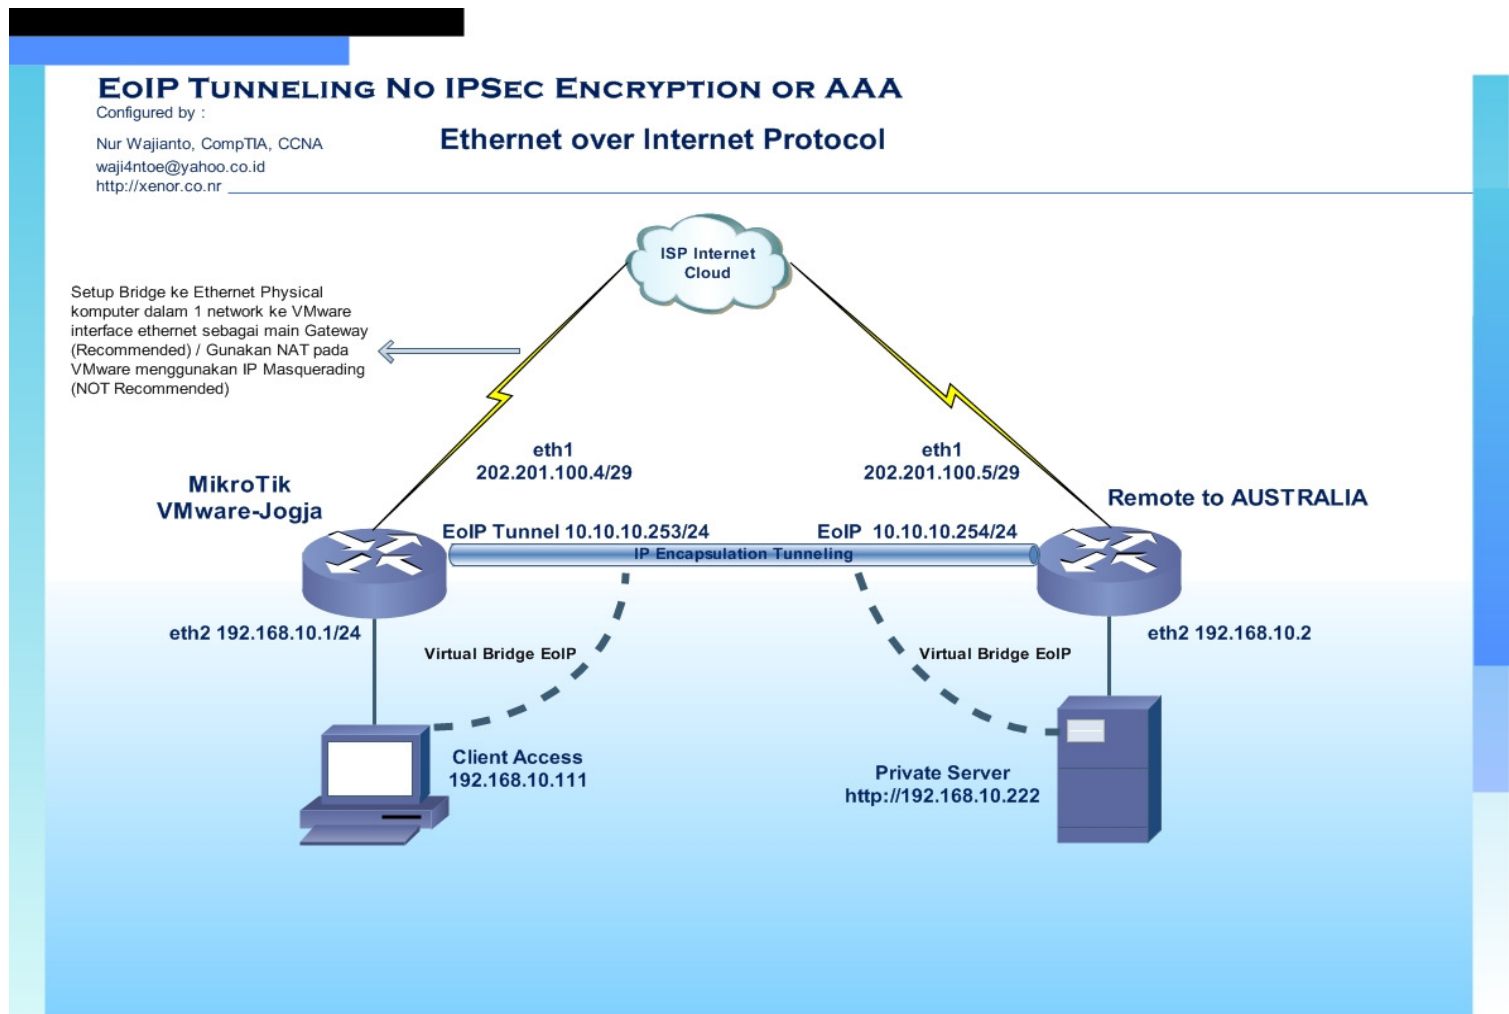 EoIP Tunneling No IPSec Encryption or AAA
Configured by :
Ethernet over Internet Protocol
Nur Wajianto, CompTIA, CCNA
waji4ntoe@yahoo.co.id
http://xenor.co.nr
ISP Internet
Cloud
Setup Bridge ke Ethernet Physical
komputer dalam 1 network ke VMware
interface ethernet sebagai main Gateway
(Recommended) / Gunakan NAT pada
VMware menggunakan IP Masquerading
(NOT Recommended)
eth1
202.201.100.4/29
eth1
202.201.100.5/29
MikroTik
VMware-Jogja
Remote to AUSTRALIA
EoIP Tunnel 10.10.10.253/24
EoIP 10.10.10.254/24
IP Encapsulation Tunneling
eth2 192.168.10.1/24
eth2 192.168.10.2
Virtual Bridge EoIP
Virtual Bridge EoIP
Client Access
192.168.10.111
Private Server
http://192.168.10.222